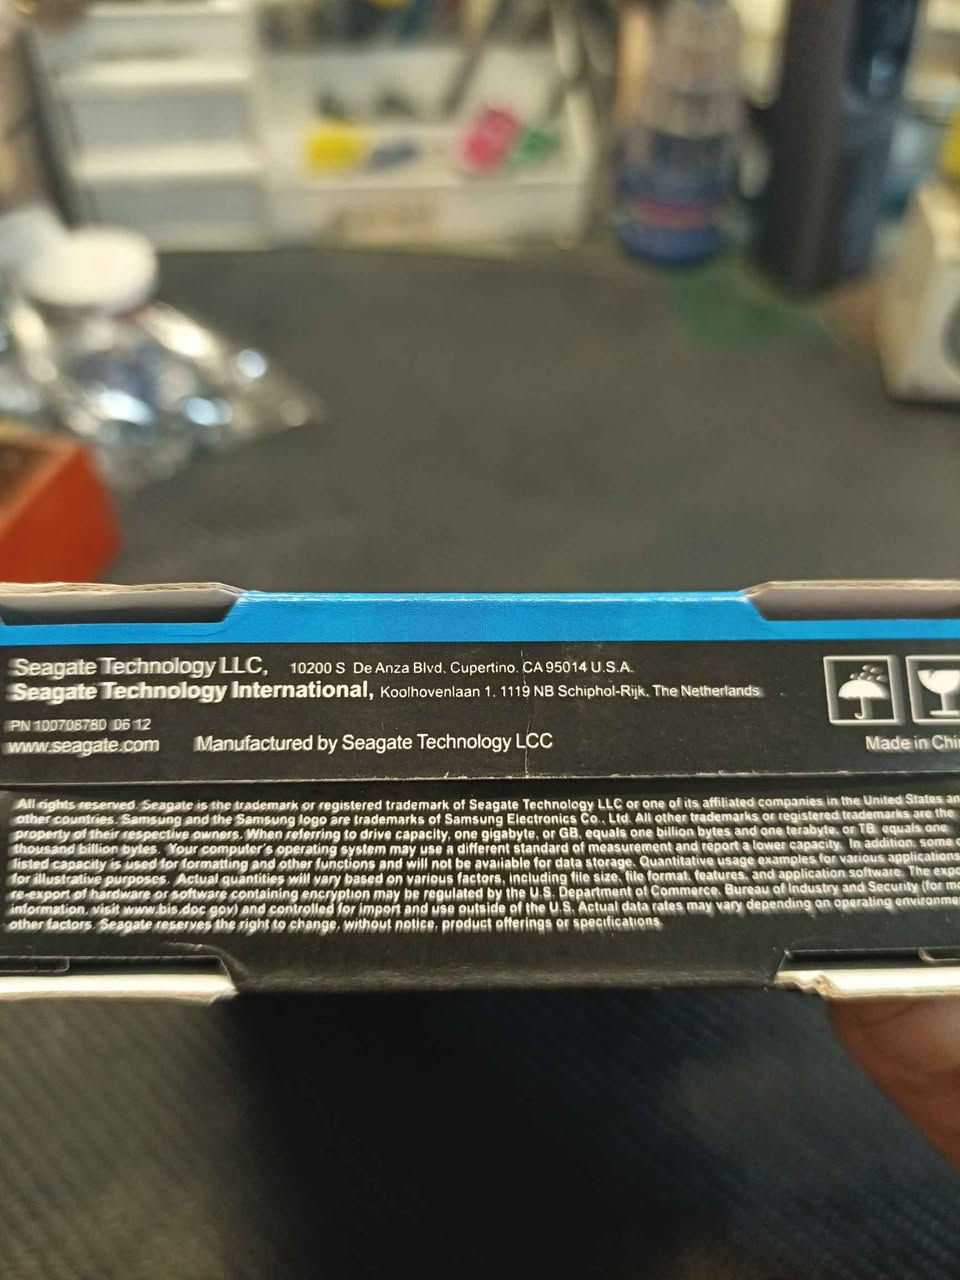 Seagate Technology LLC, 10200 S De Anza Blvd. Cupertino. CA 95014 U.S.A.
Seagate Technology International, Koolhovenlaan 1. 1119 NB Schiphol-Rijk. The Netherlands
PN 100708780 06 12
www.seagate.com Manufactured by Seagate Technology LCC
Made in Chi
All rights reserved. Seagate is the trademark or registered trademark of Seagate Technology LLC or one of its affiliated companies in the United States an
other countries. Samsung and the Samsung logo are trademarks of Samsung Electronics Co., Ltd. All other trademarks or registered trademarks are the
property of their respective owners. When referring to drive capacity, one gigabyte, or GB, equals one billion bytes and one terabyte, or TB, equals one
thousand billion bytes. Your computer's operating system may use a different standard of measurement and report a lower capacity. In addition, some o
listed capacity is used for formatting and other functions and will not be available for data storage. Quantitative usage examples for various applications
for illustrative purposes. Actual quantities will vary based on various factors, including file size, file format, features, and application software. The expo
re-export of hardware or software containing encryption may be regulated by the U.S. Department of Commerce, Bureau of Industry and Security (for mo
information, visit www.bis.doc gov) and controlled for import and use outside of the U.S. Actual data rates may vary depending on operating environme
other factors. Seagate reserves the right to change, without notice, product offerings or specifications.